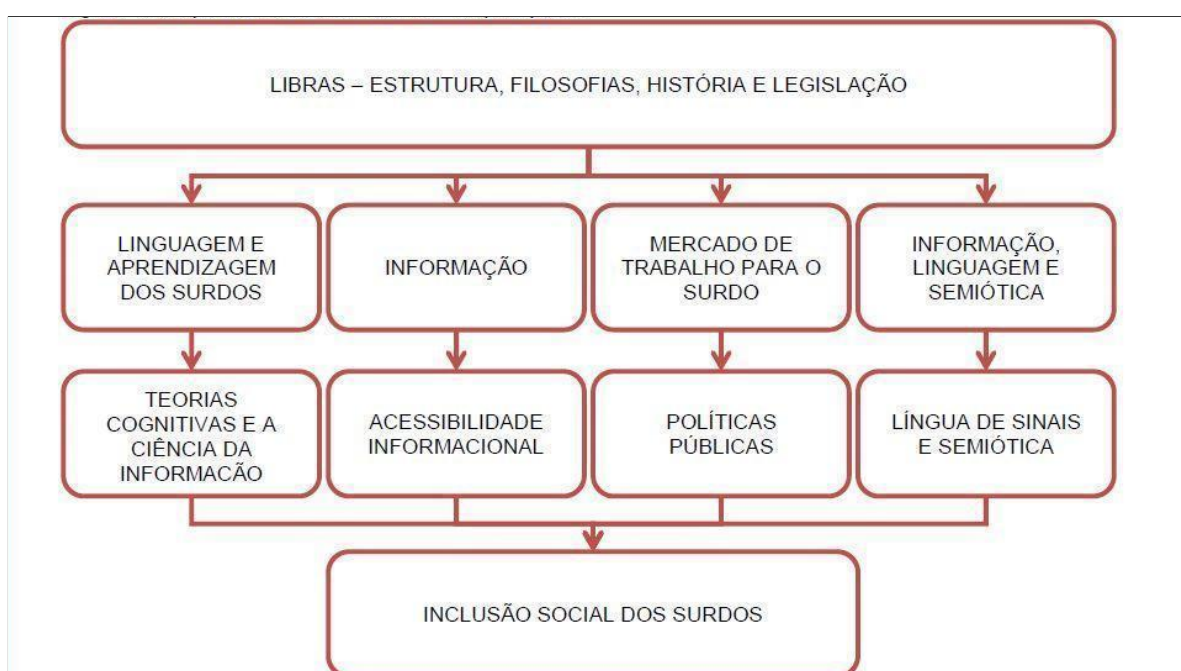 LIBRAS – ESTRUTURA, FILOSOFIAS, HISTÓRIA E LEGISLAÇÃO
LINGUAGEM E
APRENDIZAGEM
DOS SURDOS
INFORMAÇÃO
MERCADO DE
TRABALHO PARA O
SURDO
INFORMAÇÃO,
LINGUAGEM E
SEMIÓTICA
TEORIAS
COGNITIVAS E A
CIÊNCIA DA
INFORMACÃO
ACESSIBILIDADE
INFORMACIONAL
POLÍTICAS
PÚBLICAS
LÍNGUA DE SINAIS
E SEMIÓTICA
INCLUSÃO SOCIAL DOS SURDOS